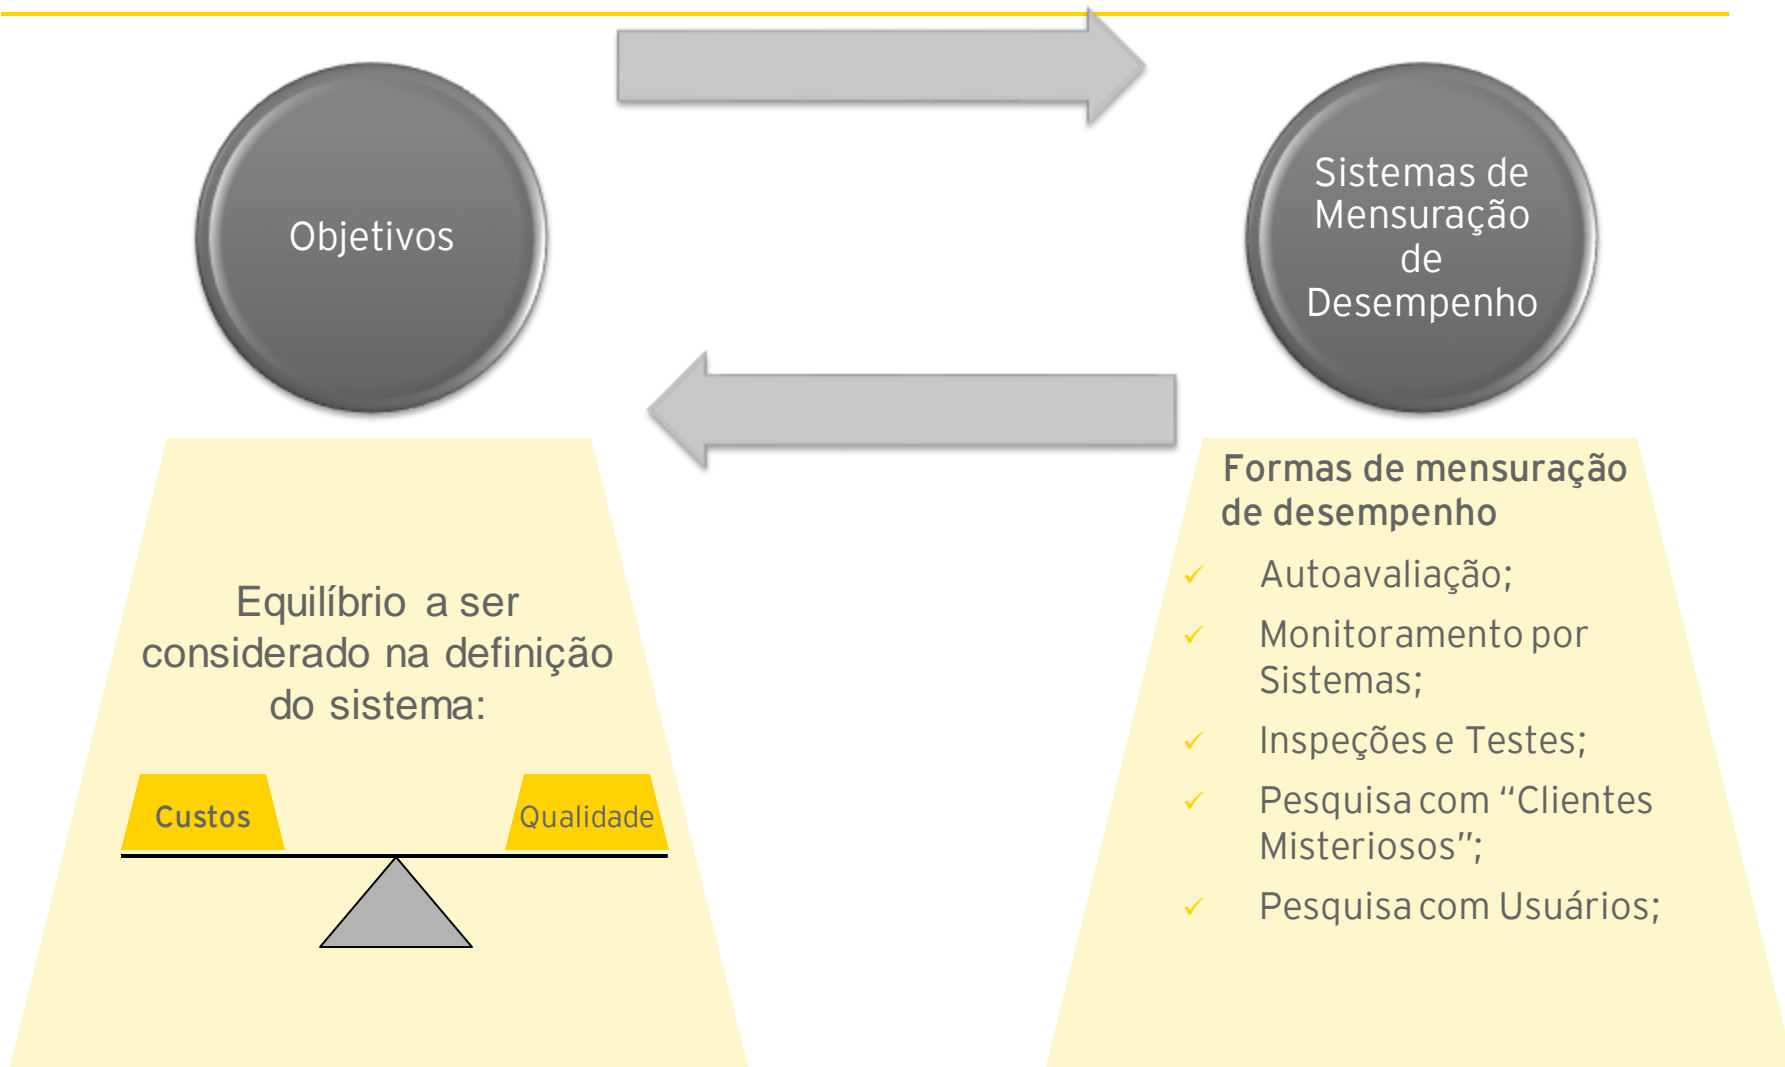 Objetivos
Sistemas de
Mensuração
de
Desempenho
Equilíbrio a ser
considerado na definição
do sistema:
Custos
Qualidade
Formas de mensuração
de desempenho
✓ Autoavaliação;
✓ Monitoramento por
Sistemas;
✓ Inspeções e Testes;
✓ Pesquisa com “Clientes
Misteriosos”;
✓ Pesquisa com Usuários;